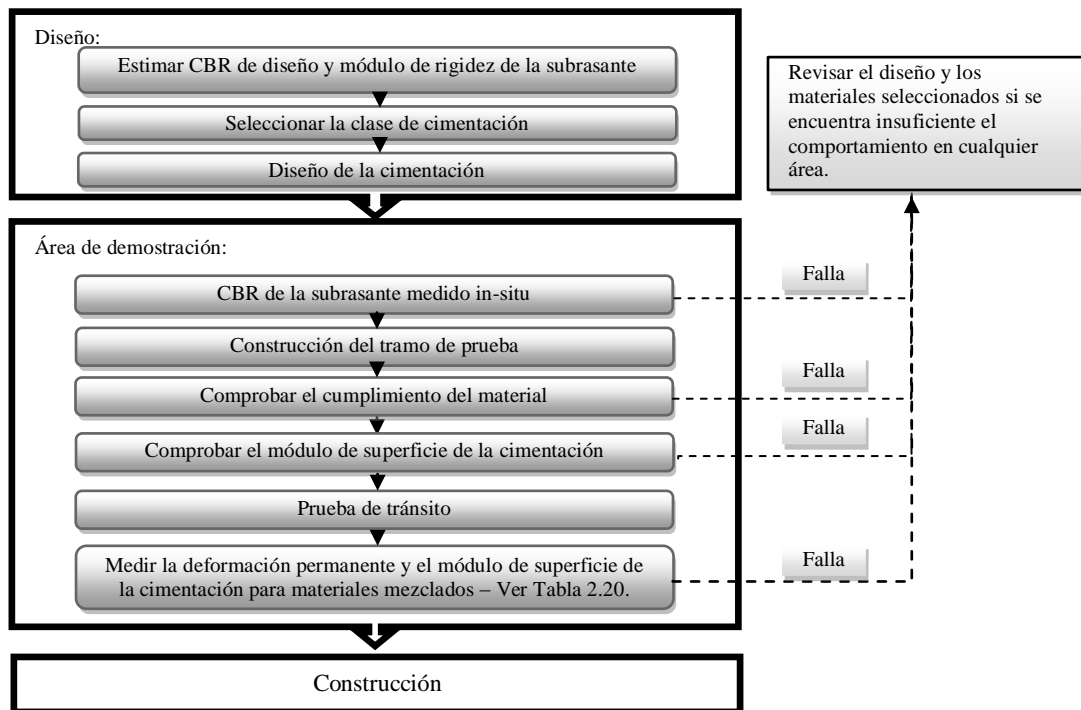 Diseño:
Estimar CBR de diseño y módulo de rigidez de la subrasante
Seleccionar la clase de cimentación
Diseño de la cimentación
Revisar el diseño y los
materiales seleccionados si se
encuentra insuficiente el
comportamiento en cualquier
área.
Área de demostración:
CBR de la subrasante medido in-situ
Falla
Construcción del tramo de prueba
Comprobar el cumplimiento del material
Falla
Comprobar el módulo de superficie de la cimentación
Falla
Prueba de tránsito
Medir la deformación permanente y el módulo de superficie de
la cimentación para materiales mezclados – Ver Tabla 2.20.
Falla
Construcción